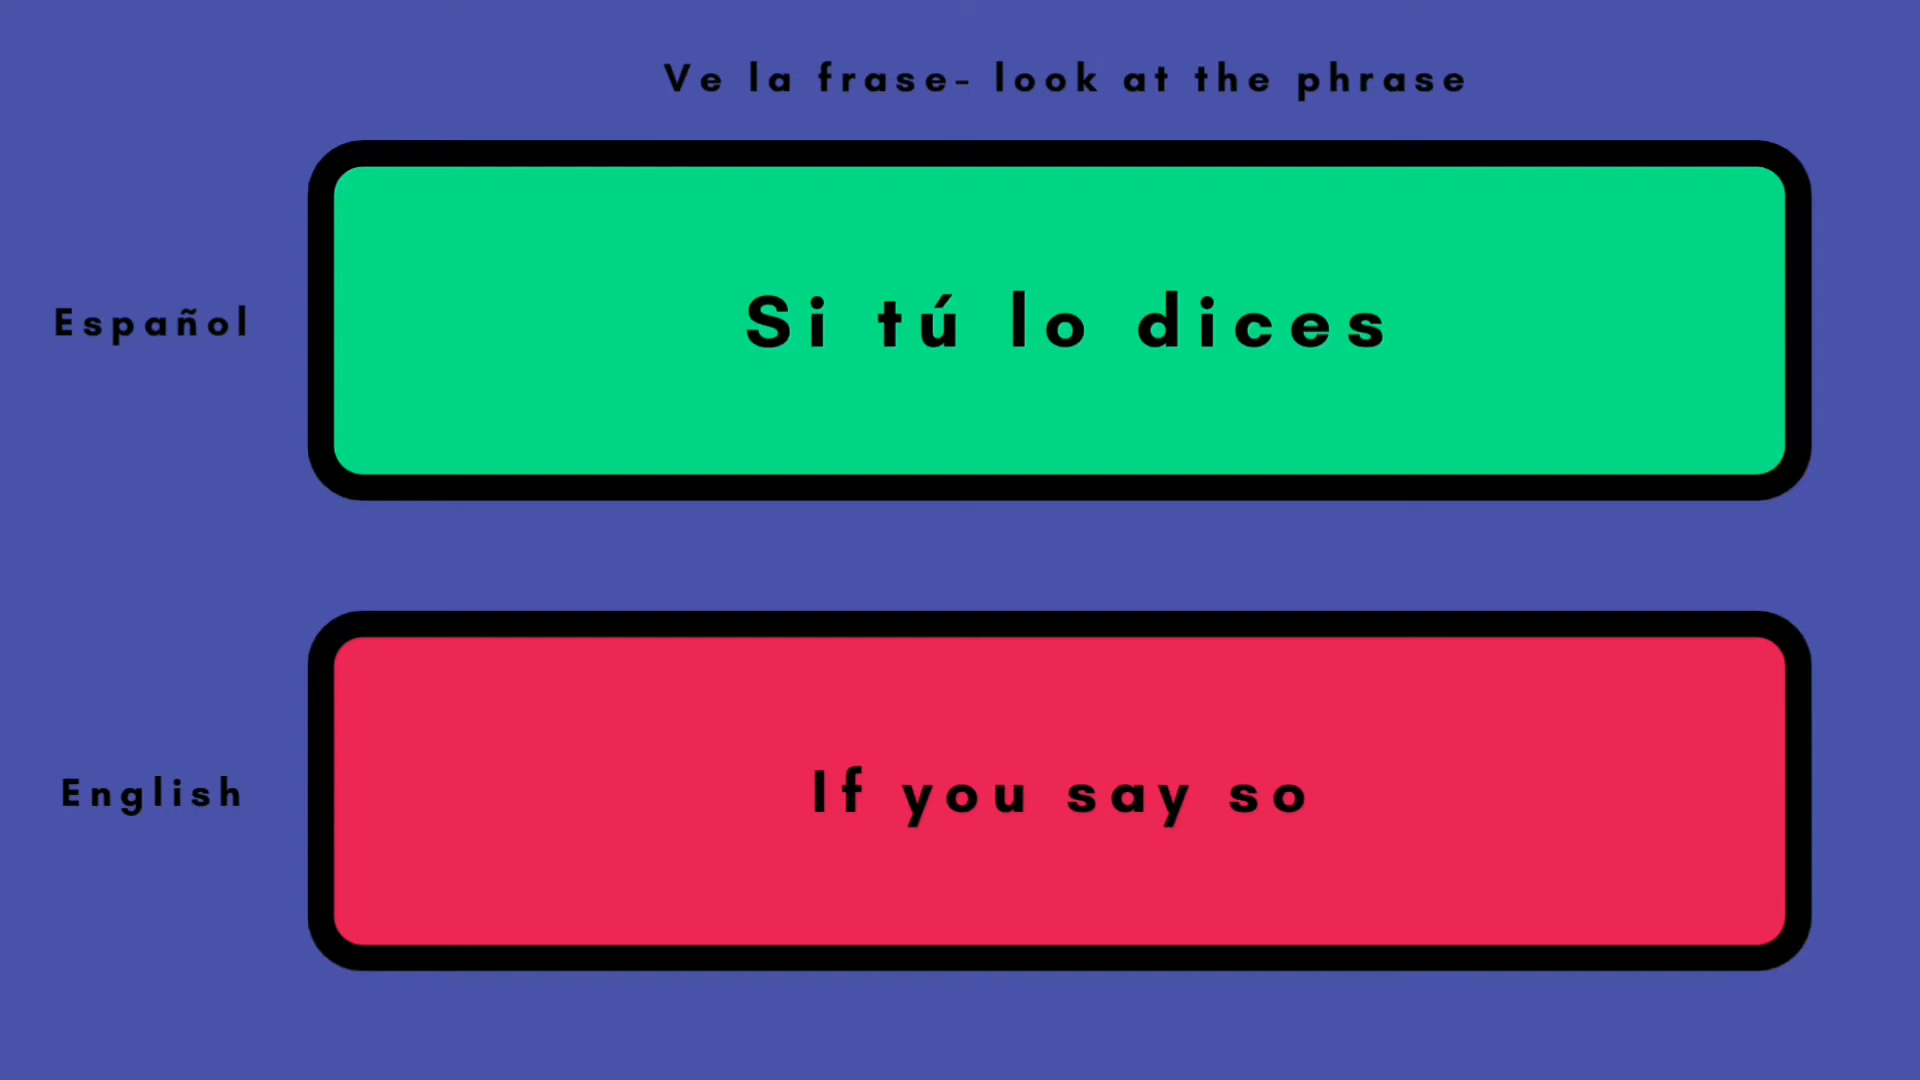 Ve la frase- look at the phrase
Español
Si tú lo dices
English
If you say so